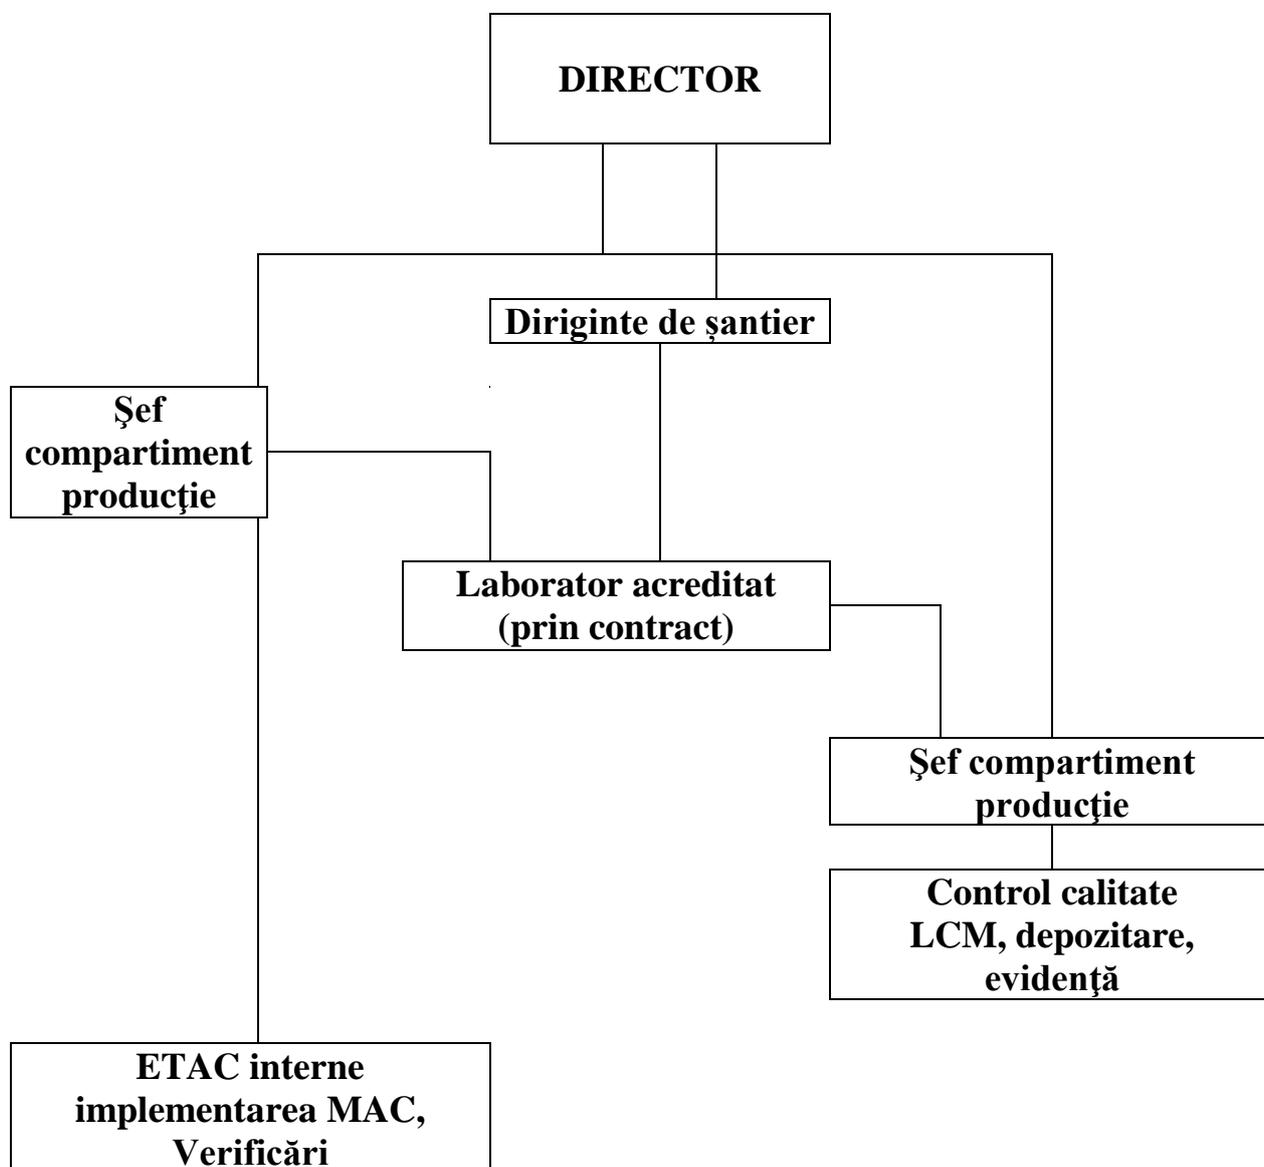 DIRECTOR
Diriginte de șantier
Şef
compartiment
producţie
Laborator acreditat
(prin contract)
Şef compartiment
producţie
Control calitate
LCM, depozitare,
evidenţă
ETAC interne
implementarea MAC,
Verificări